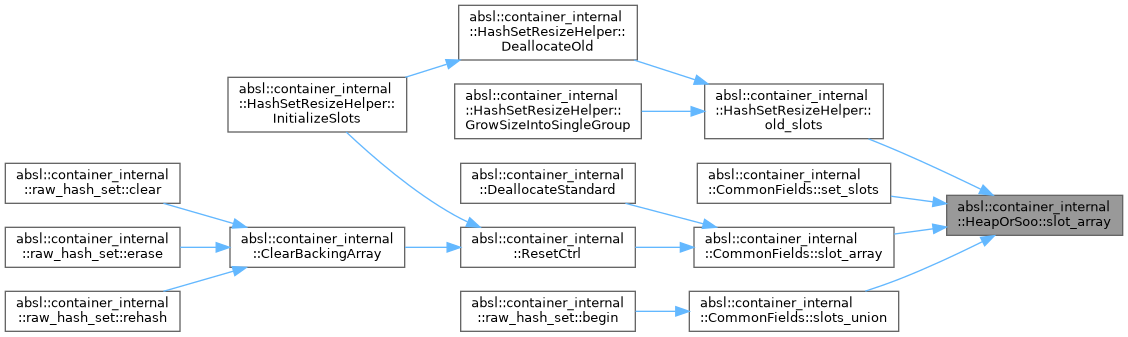 absl::container_internal
::HashSetResizeHelper::
DeallocateOld
absl::container_internal
::HashSetResizeHelper::
InitializeSlots
absl::container_internal
::HashSetResizeHelper::
GrowSizeIntoSingleGroup
absl::container_internal
::HashSetResizeHelper::
old_slots
absl::container_internal
::raw_hash_set::clear
absl::container_internal
::DeallocateStandard
absl::container_internal
::CommonFields::set_slots
absl::container_internal
::HeapOrSoo::slot_array
absl::container_internal
::raw_hash_set::erase
absl::container_internal
::ClearBackingArray
absl::container_internal
::ResetCtrl
absl::container_internal
::CommonFields::slot_array
absl::container_internal
::raw_hash_set::rehash
absl::container_internal
::raw_hash_set::begin
absl::container_internal
::CommonFields::slots_union